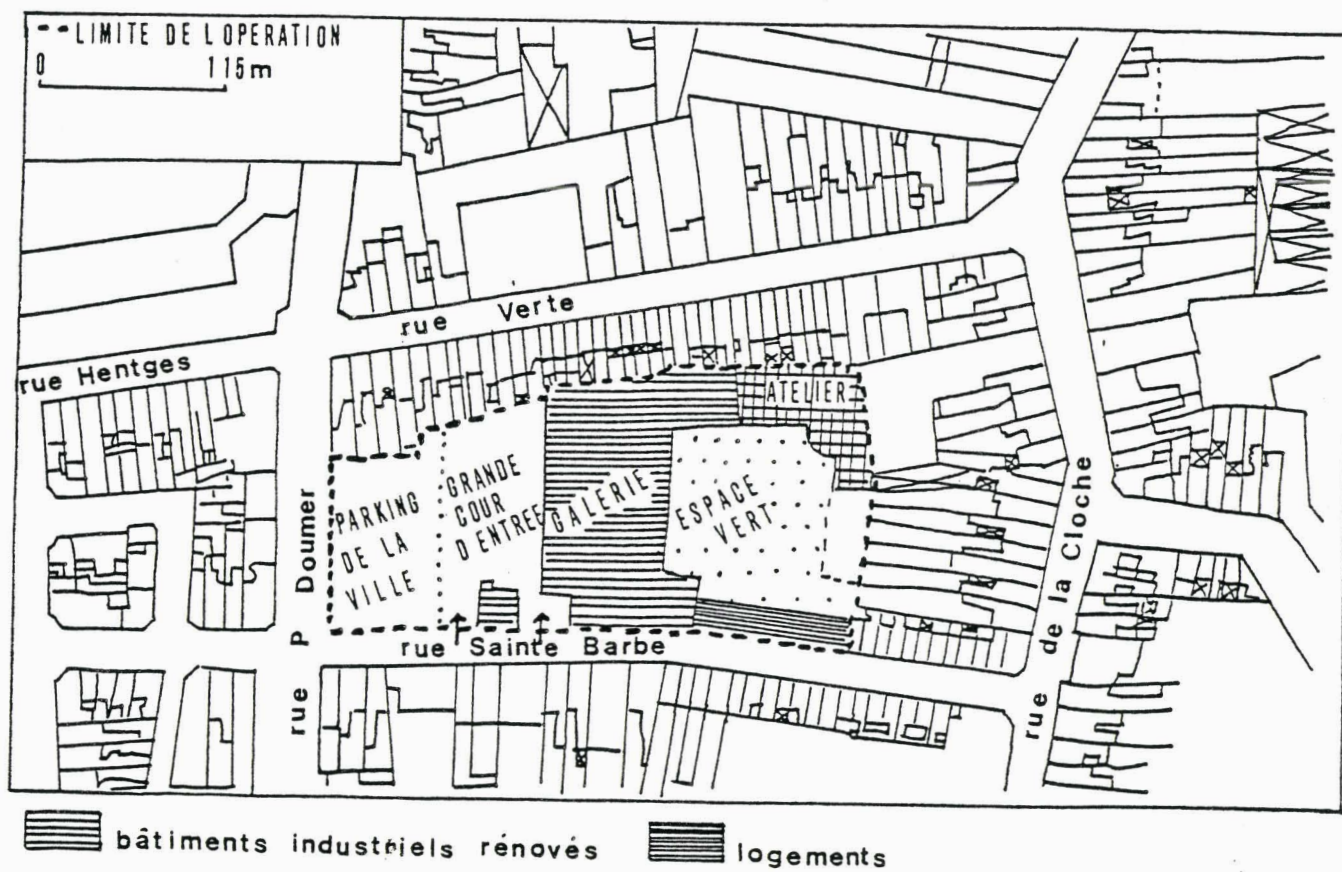 LIMITE DE L'OPERATION
0 115m
rue Verte
rue Hentges
ATELIER
GRANDE
COUR
D'ENTREE
GALERIE
ESPACE
VERT
PARKING
DE LA
VILLE
rue P Doumer
rue Sainte Barbe
rue de la Cloche
bâtiments industriels rénovés
logements